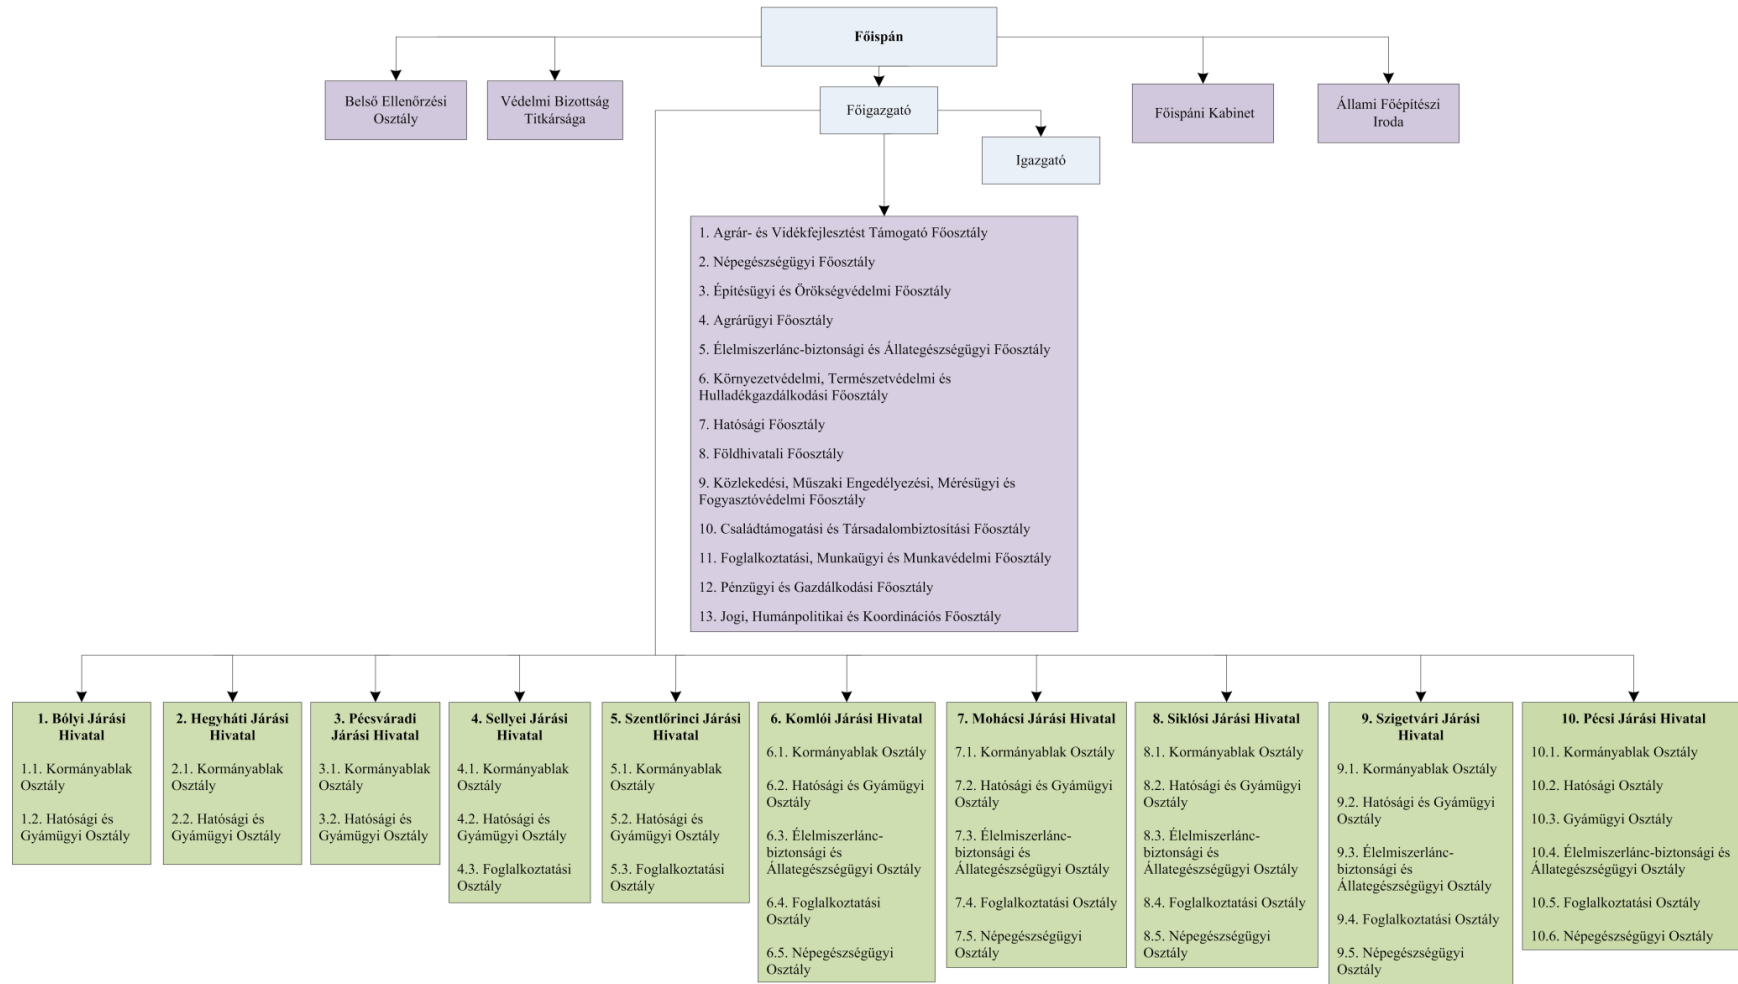 Főispán
Belső Ellenőrzési
Osztály
Védelmi Bizottság
Titkársága
Főigazgató
Igazgató
Főispáni Kabinet
Állami Főépítészi
Iroda
1. Agrár- és Vidékfejlesztést Támogató Főosztály
2. Népegészségügyi Főosztály
3. Építésügyi és Örökségvédelmi Főosztály
4. Agrárügyi Főosztály
5. Élelmiszerlánc-biztonsági és Állategészségügyi Főosztály
6. Környezetvédelmi, Természetvédelmi és
Hulladékgazdálkodási Főosztály
7. Hatósági Főosztály
8. Földhivatali Főosztály
9. Közlekedési, Műszaki Engedélyezési, Mérésügyi és
Fogyasztóvédelmi Főosztály
10. Családtámogatási és Társadalombiztosítási Főosztály
11. Foglalkoztatási, Munkaügyi és Munkavédelmi Főosztály
12. Pénzügyi és Gazdálkodási Főosztály
13. Jogi, Humánpolitikai és Koordinációs Főosztály
1. Bólyi Járási
Hivatal
1.1. Kormányablak
Osztály
1.2. Hatósági és
Gyámügyi Osztály
2. Hegyháti Járási
Hivatal
2.1. Kormányablak
Osztály
2.2. Hatósági és
Gyámügyi Osztály
3. Pécsváradi
Járási Hivatal
3.1. Kormányablak
Osztály
3.2. Hatósági és
Gyámügyi Osztály
4. Sellyei Járási
Hivatal
4.1. Kormányablak
Osztály
4.2. Hatósági és
Gyámügyi Osztály
4.3. Foglalkoztatási
Osztály
5. Szentlőrinci Járási
Hivatal
5.1. Kormányablak
Osztály
5.2. Hatósági és
Gyámügyi Osztály
5.3. Foglalkoztatási
Osztály
6. Komlói Járási Hivatal
6.1. Kormányablak Osztály
6.2. Hatósági és Gyámügyi
Osztály
6.3. Élelmiszerlánc-
biztonsági és
Állategészségügyi Osztály
6.4. Foglalkoztatási
Osztály
6.5. Népegészségügyi
Osztály
7. Mohácsi Járási Hivatal
7.1. Kormányablak Osztály
7.2. Hatósági és Gyámügyi
Osztály
7.3. Élelmiszerlánc-
biztonsági és
Állategészségügyi Osztály
7.4. Foglalkoztatási Osztály
7.5. Népegészségügyi
Osztály
8. Siklósi Járási Hivatal
8.1. Kormányablak Osztály
8.2. Hatósági és Gyámügyi
Osztály
8.3. Élelmiszerlánc-
biztonsági és
Állategészségügyi Osztály
8.4. Foglalkoztatási Osztály
8.5. Népegészségügyi
Osztály
9. Szigetvári Járási
Hivatal
9.1. Kormányablak Osztály
9.2. Hatósági és Gyámügyi
Osztály
9.3. Élelmiszerlánc-
biztonsági és
Állategészségügyi Osztály
9.4. Foglalkoztatási Osztály
9.5. Népegészségügyi
Osztály
10. Pécsi Járási Hivatal
10.1. Kormányablak Osztály
10.2. Hatósági Osztály
10.3. Gyámügyi Osztály
10.4. Élelmiszerlánc-biztonsági és
Állategészségügyi Osztály
10.5. Foglalkoztatási Osztály
10.6. Népegészségügyi Osztály